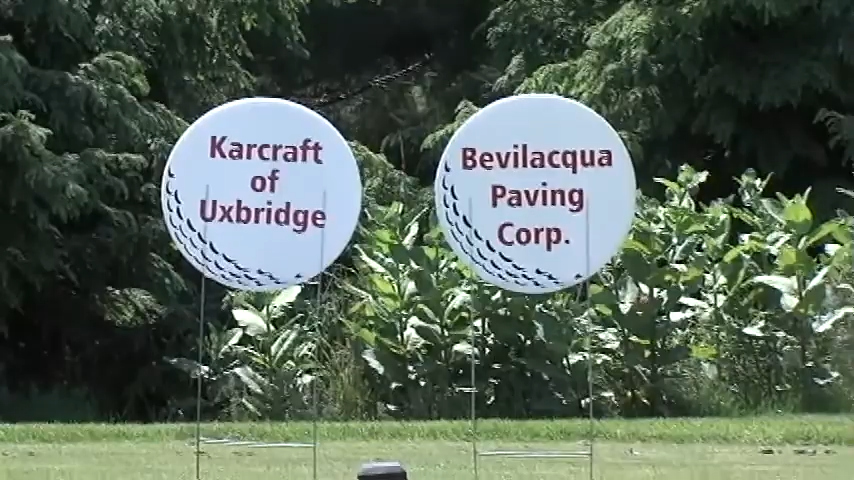 Karcraft
of
Uxbridge
Bevilacqua
Paving
Corp.